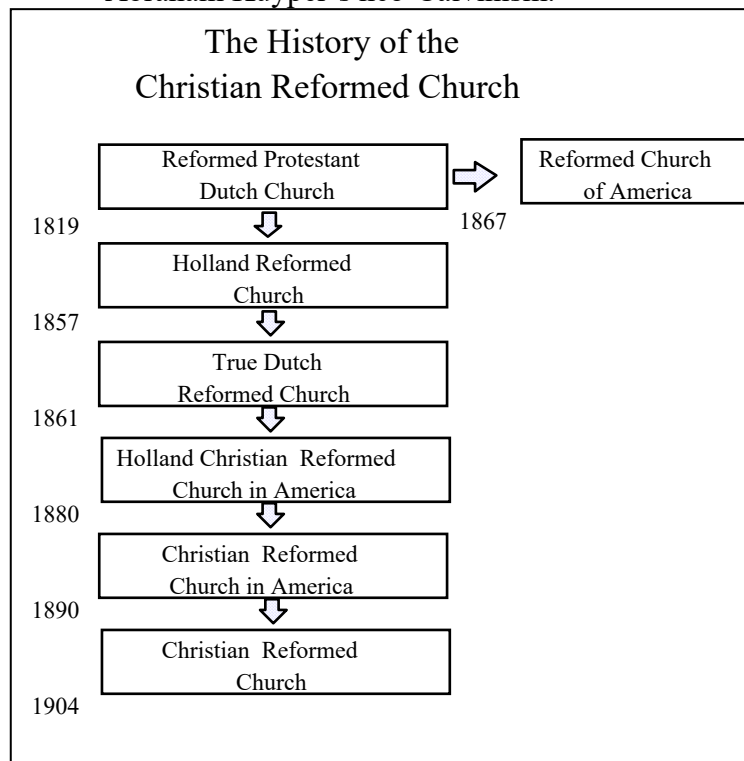 The History of the
Christian Reformed Church
Reformed Protestant
Dutch Church
Reformed Church
of America
1819
1867
Holland Reformed
Church
1857
True Dutch
Reformed Church
1861
Holland Christian Reformed
Church in America
1880
Christian Reformed
Church in America
1890
Christian Reformed
Church
1904